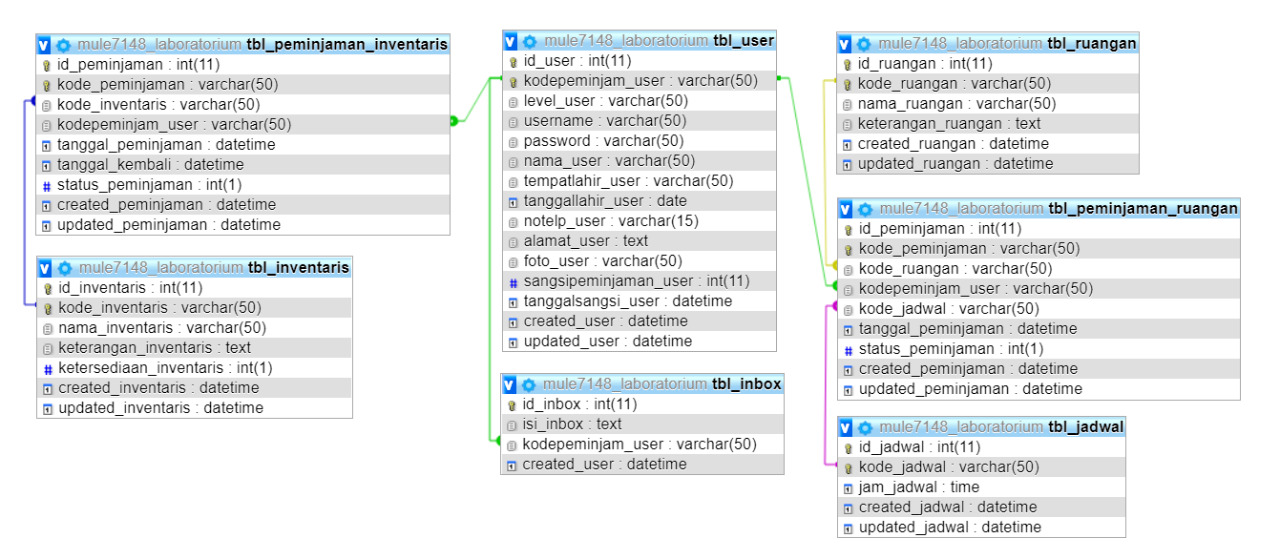 mule7148_laboratorium tbl_peminjaman_inventaris
id_peminjaman : int(11)
kode_peminjaman : varchar(50)
kode_inventaris : varchar(50)
kodepeminjam_user : varchar(50)
tanggal_peminjaman : datetime
tanggal_kembali : datetime
# status_peminjaman : int(1)
created_peminjaman : datetime
updated_peminjaman : datetime
mule7148_laboratorium tbl_inventaris
id_inventaris : int(11)
kode_inventaris : varchar(50)
nama_inventaris : varchar(50)
keterangan_inventaris : text
# ketersediaan_inventaris : int(1)
created_inventaris : datetime
updated_inventaris : datetime
mule7148_laboratorium tbl_user
id_user : int(11)
kodepeminjam_user : varchar(50)
level_user : varchar(50)
username : varchar(50)
password : varchar(50)
nama_user : varchar(50)
tempatlahir_user : varchar(50)
tanggallahir_user : date
notelp_user : varchar(15)
alamat_user : text
foto_user : varchar(50)
# sangsipeminjaman_user : int(11)
tanggalsangsi_user : datetime
created_user : datetime
updated_user : datetime
mule7148_laboratorium tbl_inbox
id_inbox : int(11)
isi_inbox : text
kodepeminjam_user : varchar(50)
created_user : datetime
mule7148_laboratorium tbl_ruangan
id_ruangan : int(11)
kode_ruangan : varchar(50)
nama_ruangan : varchar(50)
keterangan_ruangan : text
created_ruangan : datetime
updated_ruangan : datetime
mule7148_laboratorium tbl_peminjaman_ruangan
id_peminjaman : int(11)
kode_peminjaman : varchar(50)
kode_ruangan : varchar(50)
kodepeminjam_user : varchar(50)
kode_jadwal : varchar(50)
tanggal_peminjaman : datetime
# status_peminjaman : int(1)
created_peminjaman : datetime
updated_peminjaman : datetime
mule7148_laboratorium tbl_jadwal
id_jadwal : int(11)
kode_jadwal : varchar(50)
jam_jadwal : time
created_jadwal : datetime
updated_jadwal : datetime